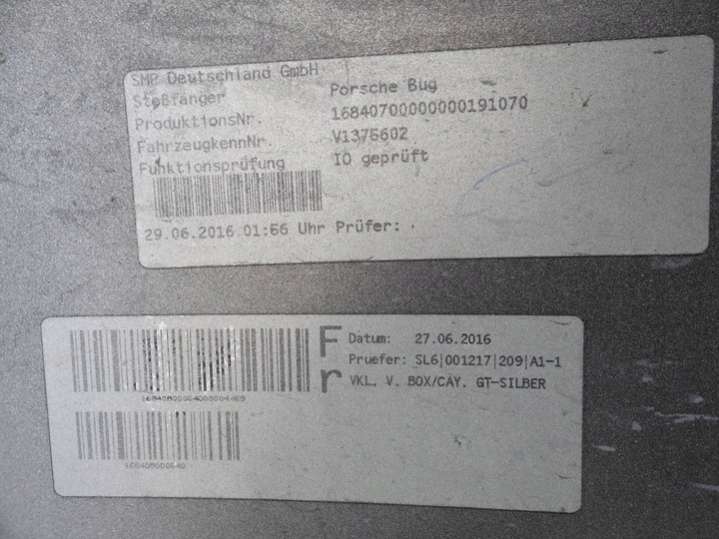 SMP Deutschland GmbH
Stoßfänger Porsche Bug
ProduktionsNr. 16840700000000191070
FahrzeugkennNr. V1375602
Funktionsprüfung IO geprüft
29.06.2016 01:56 Uhr Prüfer:
Fr
Datum: 27.06.2016
Pruefer: SL6|001217|209|A1-1
VKL. V. BOX/CAY. GT-SILBER